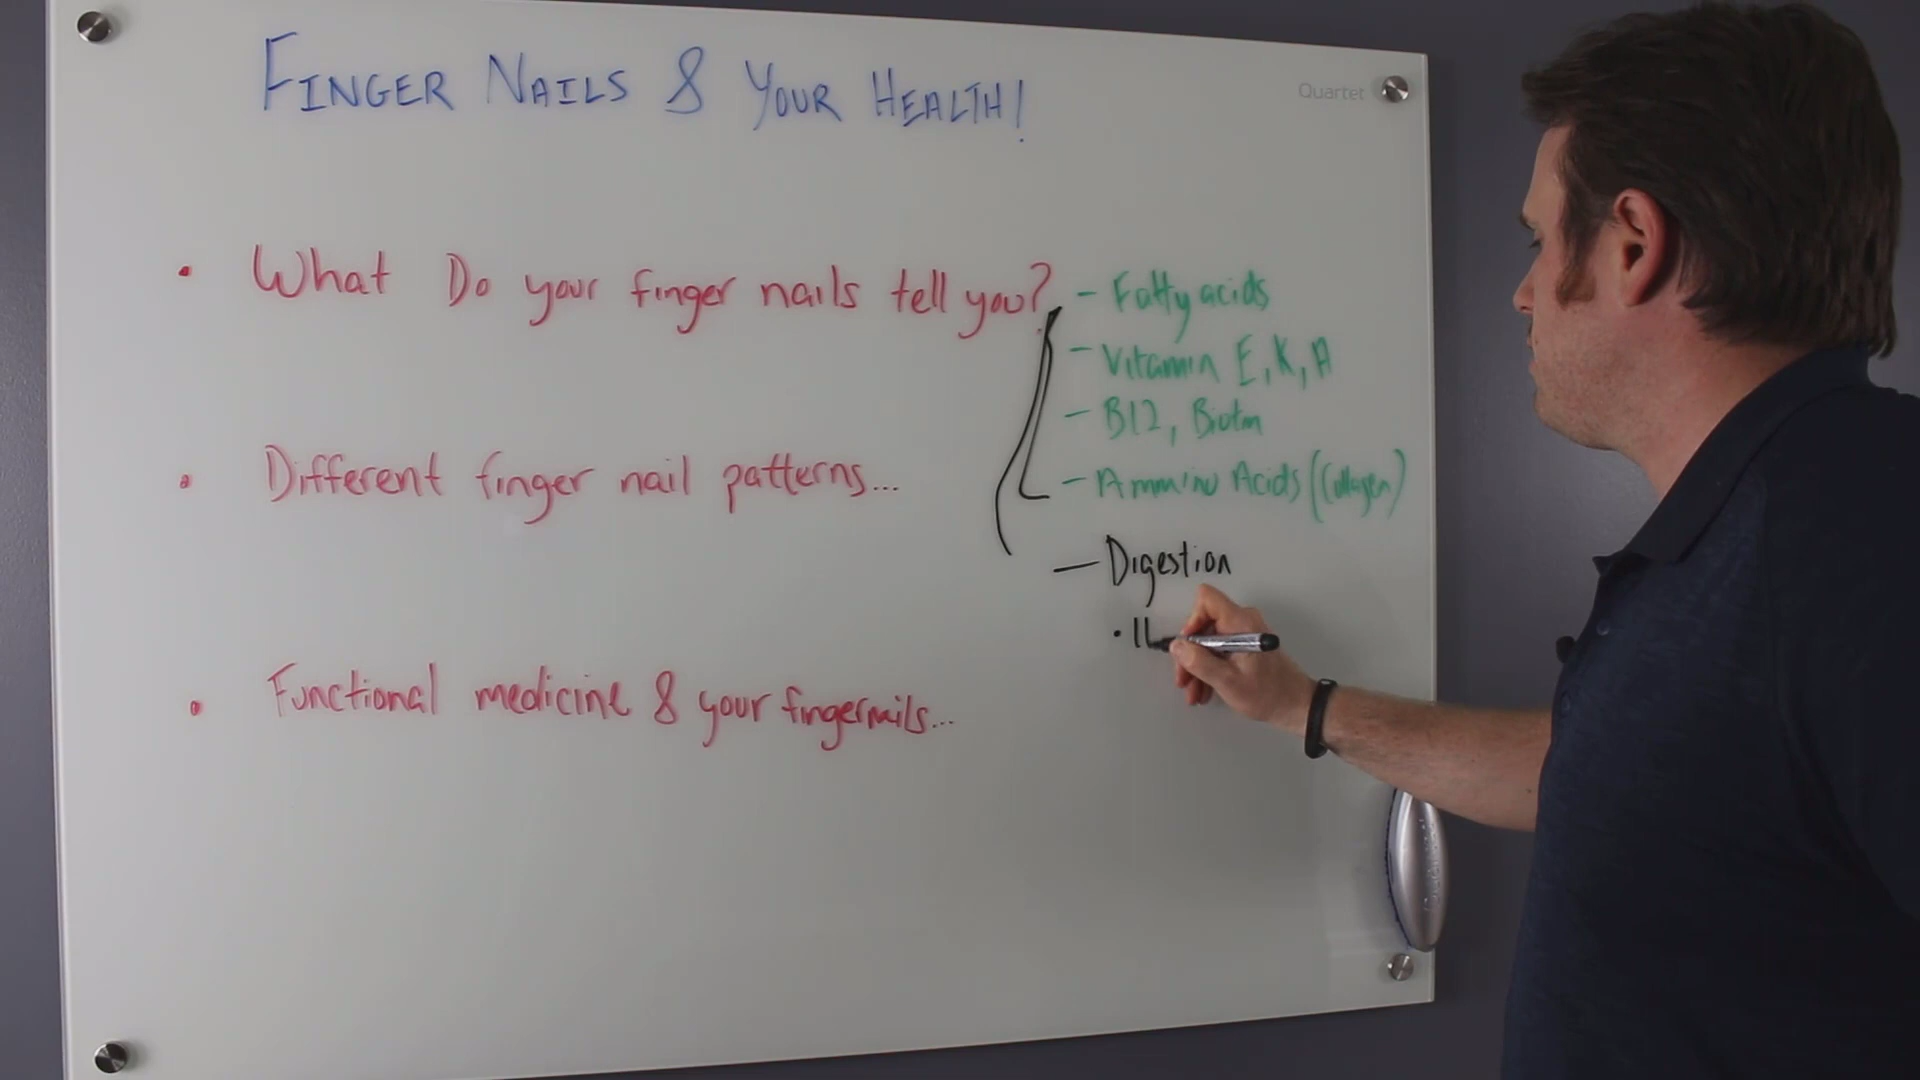 FINGER NAILS & YOUR HEALTH!
Quartet
• What Do your finger nails tell you?
- Fatty acids
- Vitamin E, K, A
- B12, Biotin
• Different finger nail patterns...
- Ammino Acids (Collagen)
- Digestion
• Functional medicine & your fingernails...